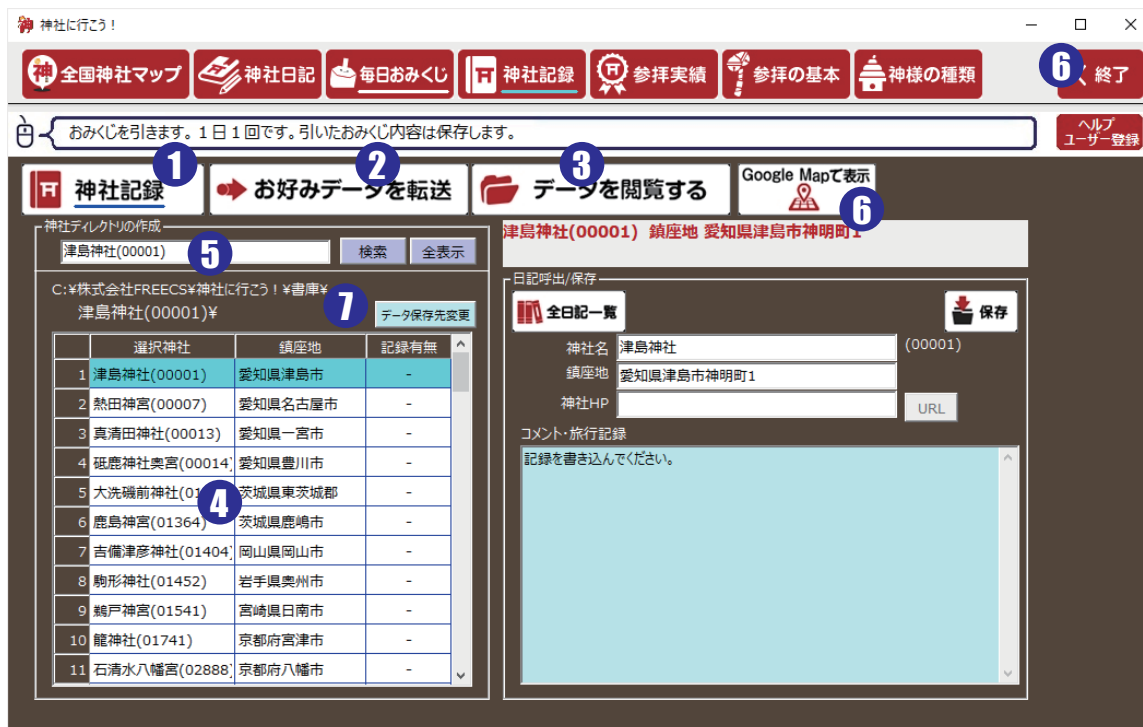 神社に行こう！
全国神社マップ 神社日記 毎日おみくじ 神社記録 参拝実績 参拝の基本 神様の種類 6 終了
おみくじを引きます。1日1回です。引いたおみくじ内容は保存します。
ヘルプ
ユーザー登録
1 2 3
神社記録 お好みデータを転送 データを閲覧する Google Mapで表示
6
神社ディレクトリの作成
津島神社(00001) 5 検索 全表示
C:¥株式会社FREECS¥神社に行こう！¥書庫¥
津島神社(00001)¥ 7 データ保存先変更
選択神社 鎮座地 記録有無
1 津島神社(00001) 愛知県津島市 -
2 熱田神宮(00007) 愛知県名古屋市 -
3 真清田神社(00013) 愛知県一宮市 -
4 砥鹿神社奥宮(00014) 愛知県豊川市 -
5 大洗磯前神社(01 茨城県東茨城郡 -
4
6 鹿島神宮(01364) 茨城県鹿嶋市 -
7 吉備津彦神社(01404) 岡山県岡山市 -
8 駒形神社(01452) 岩手県奥州市 -
9 鵜戸神宮(01541) 宮崎県日南市 -
10 籠神社(01741) 京都府宮津市 -
11 石清水八幡宮(02888) 京都府八幡市
津島神社(00001) 鎮座地 愛知県津島市神明町1
日記呼出/保存
全日記一覧 保存
神社名 津島神社 (00001)
鎮座地 愛知県津島市神明町1
神社HP URL
コメント・旅行記録
記録を書き込んでください。